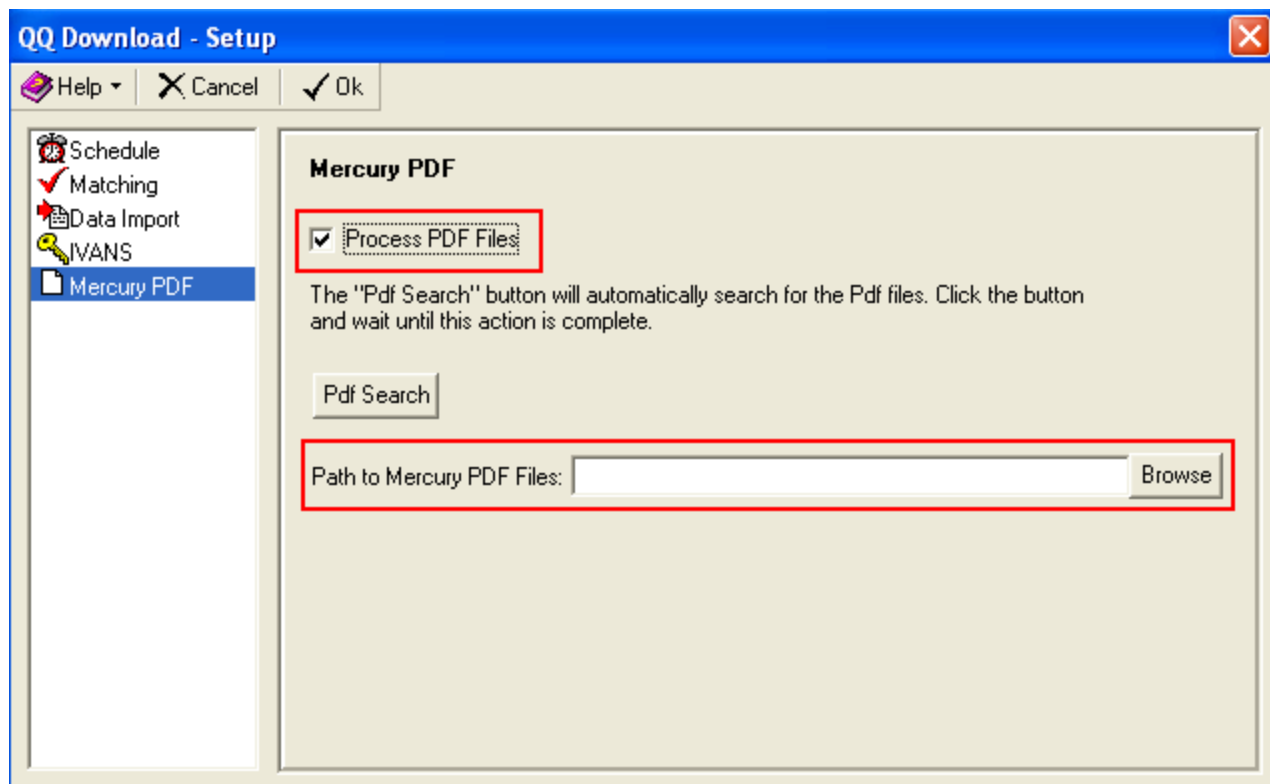 QQ Download - Setup
Help Cancel Ok
Schedule
Matching
Data Import
IVANS
Mercury PDF
Mercury PDF
Process PDF Files
The "Pdf Search" button will automatically search for the Pdf files. Click the button
and wait until this action is complete.
Pdf Search
Path to Mercury PDF Files: Browse